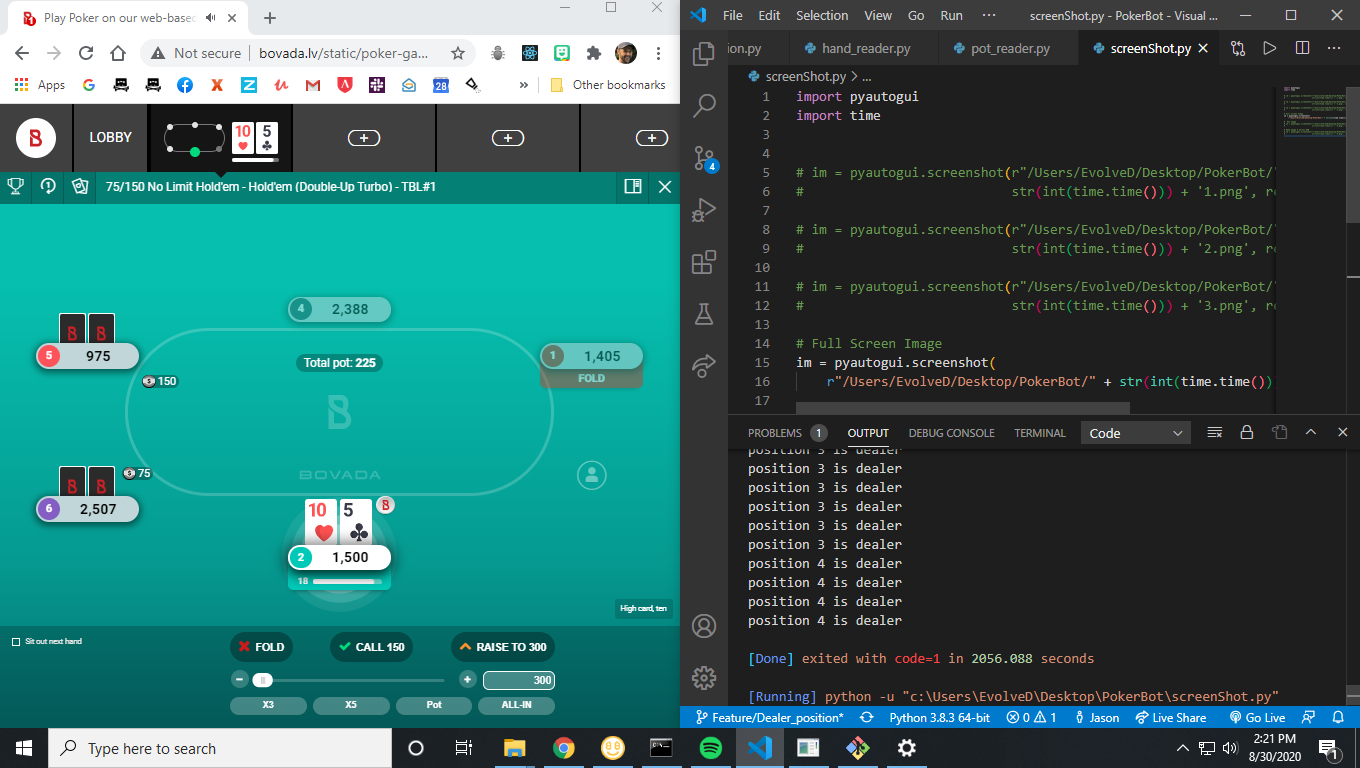 Play Poker on our web-base
Not secure
bovada.lv/static/poker-ga...
Apps
28
Other bookmarks
LOBBY
10 5
75/150 No Limit Hold'em - Hold'em (Double-Up Turbo) - TBL#1
4 2,388
5 975
Total pot: 225
1 1,405
FOLD
150
BOVADA
75
6 2,507
10 5
2 1,500
18
High card, ten
Sit out next hand
FOLD
CALL 150
RAISE TO 300
300
X3
X5
Pot
ALL-IN
File Edit Selection View Go Run ...
screenShot.py - PokerBot - Visual ...
ion.py
hand_reader.py
pot_reader.py
screenShot.py
screenShot.py > ...
1 import pyautogui
2 import time
3
4
5 # im = pyautogui.screenshot(r"/Users/EvolveD/Desktop/PokerBot/"
6 # str(int(time.time())) + '1.png', re
7
8 # im = pyautogui.screenshot(r"/Users/EvolveD/Desktop/PokerBot/"
9 # str(int(time.time())) + '2.png', re
10
11 # im = pyautogui.screenshot(r"/Users/EvolveD/Desktop/PokerBot/"
12 # str(int(time.time())) + '3.png', re
13
14 # Full Screen Image
15 im = pyautogui.screenshot(
16 r"/Users/EvolveD/Desktop/PokerBot/" + str(int(time.time())
17
4
PROBLEMS 1 OUTPUT DEBUG CONSOLE TERMINAL
Code
position 3 is dealer
position 3 is dealer
position 3 is dealer
position 3 is dealer
position 3 is dealer
position 3 is dealer
position 4 is dealer
position 4 is dealer
position 4 is dealer
position 4 is dealer
[Done] exited with code=1 in 2056.088 seconds
[Running] python -u "c:\Users\EvolveD\Desktop\PokerBot\screenShot.py"
Feature/Dealer_position*
Python 3.8.3 64-bit
0
1
Jason
Live Share
Go Live
Type here to search
2:21 PM
8/30/2020
1